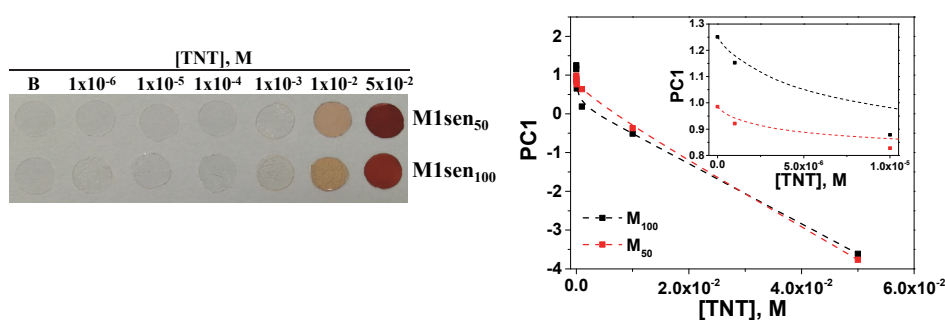 [TNT], M
B 1x10⁻⁶ 1x10⁻⁵ 1x10⁻⁴ 1x10⁻³ 1x10⁻² 5x10⁻²
M1sen₅₀
M1sen₁₀₀
PC1
2
1
0
-1
-2
-3
-4
0.0 2.0x10⁻² 4.0x10⁻² 6.0x10⁻²
[TNT], M
M₁₀₀
M₅₀
PC1
1.3
1.2
1.1
1.0
0.9
0.8
0.0 5.0x10⁻⁶ 1.0x10⁻⁵
[TNT], M